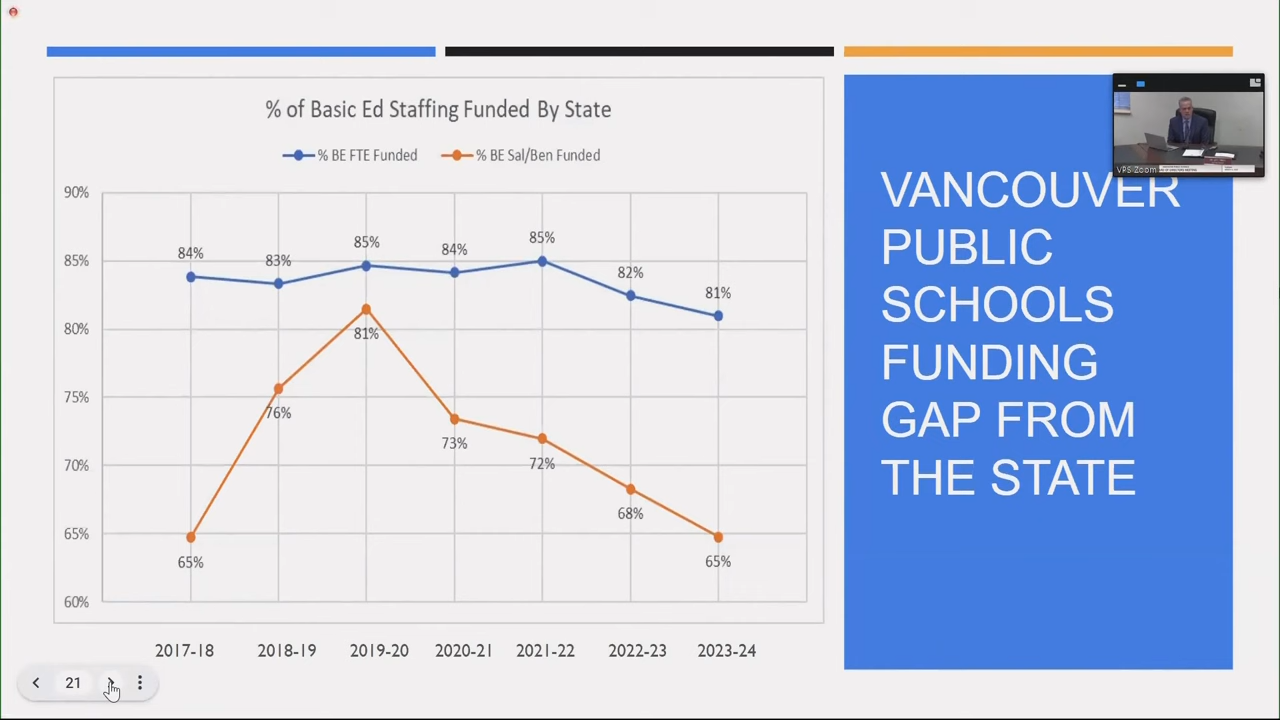 % of Basic Ed Staffing Funded By State
% BE FTE Funded
% BE Sal/Ben Funded
90%
85%
80%
75%
70%
65%
60%
84%
83%
85%
84%
85%
82%
81%
65%
76%
81%
73%
72%
68%
65%
2017-18
2018-19
2019-20
2020-21
2021-22
2022-23
2023-24
VANCOUVER
PUBLIC
SCHOOLS
FUNDING
GAP FROM
THE STATE
VPS Zoom
21